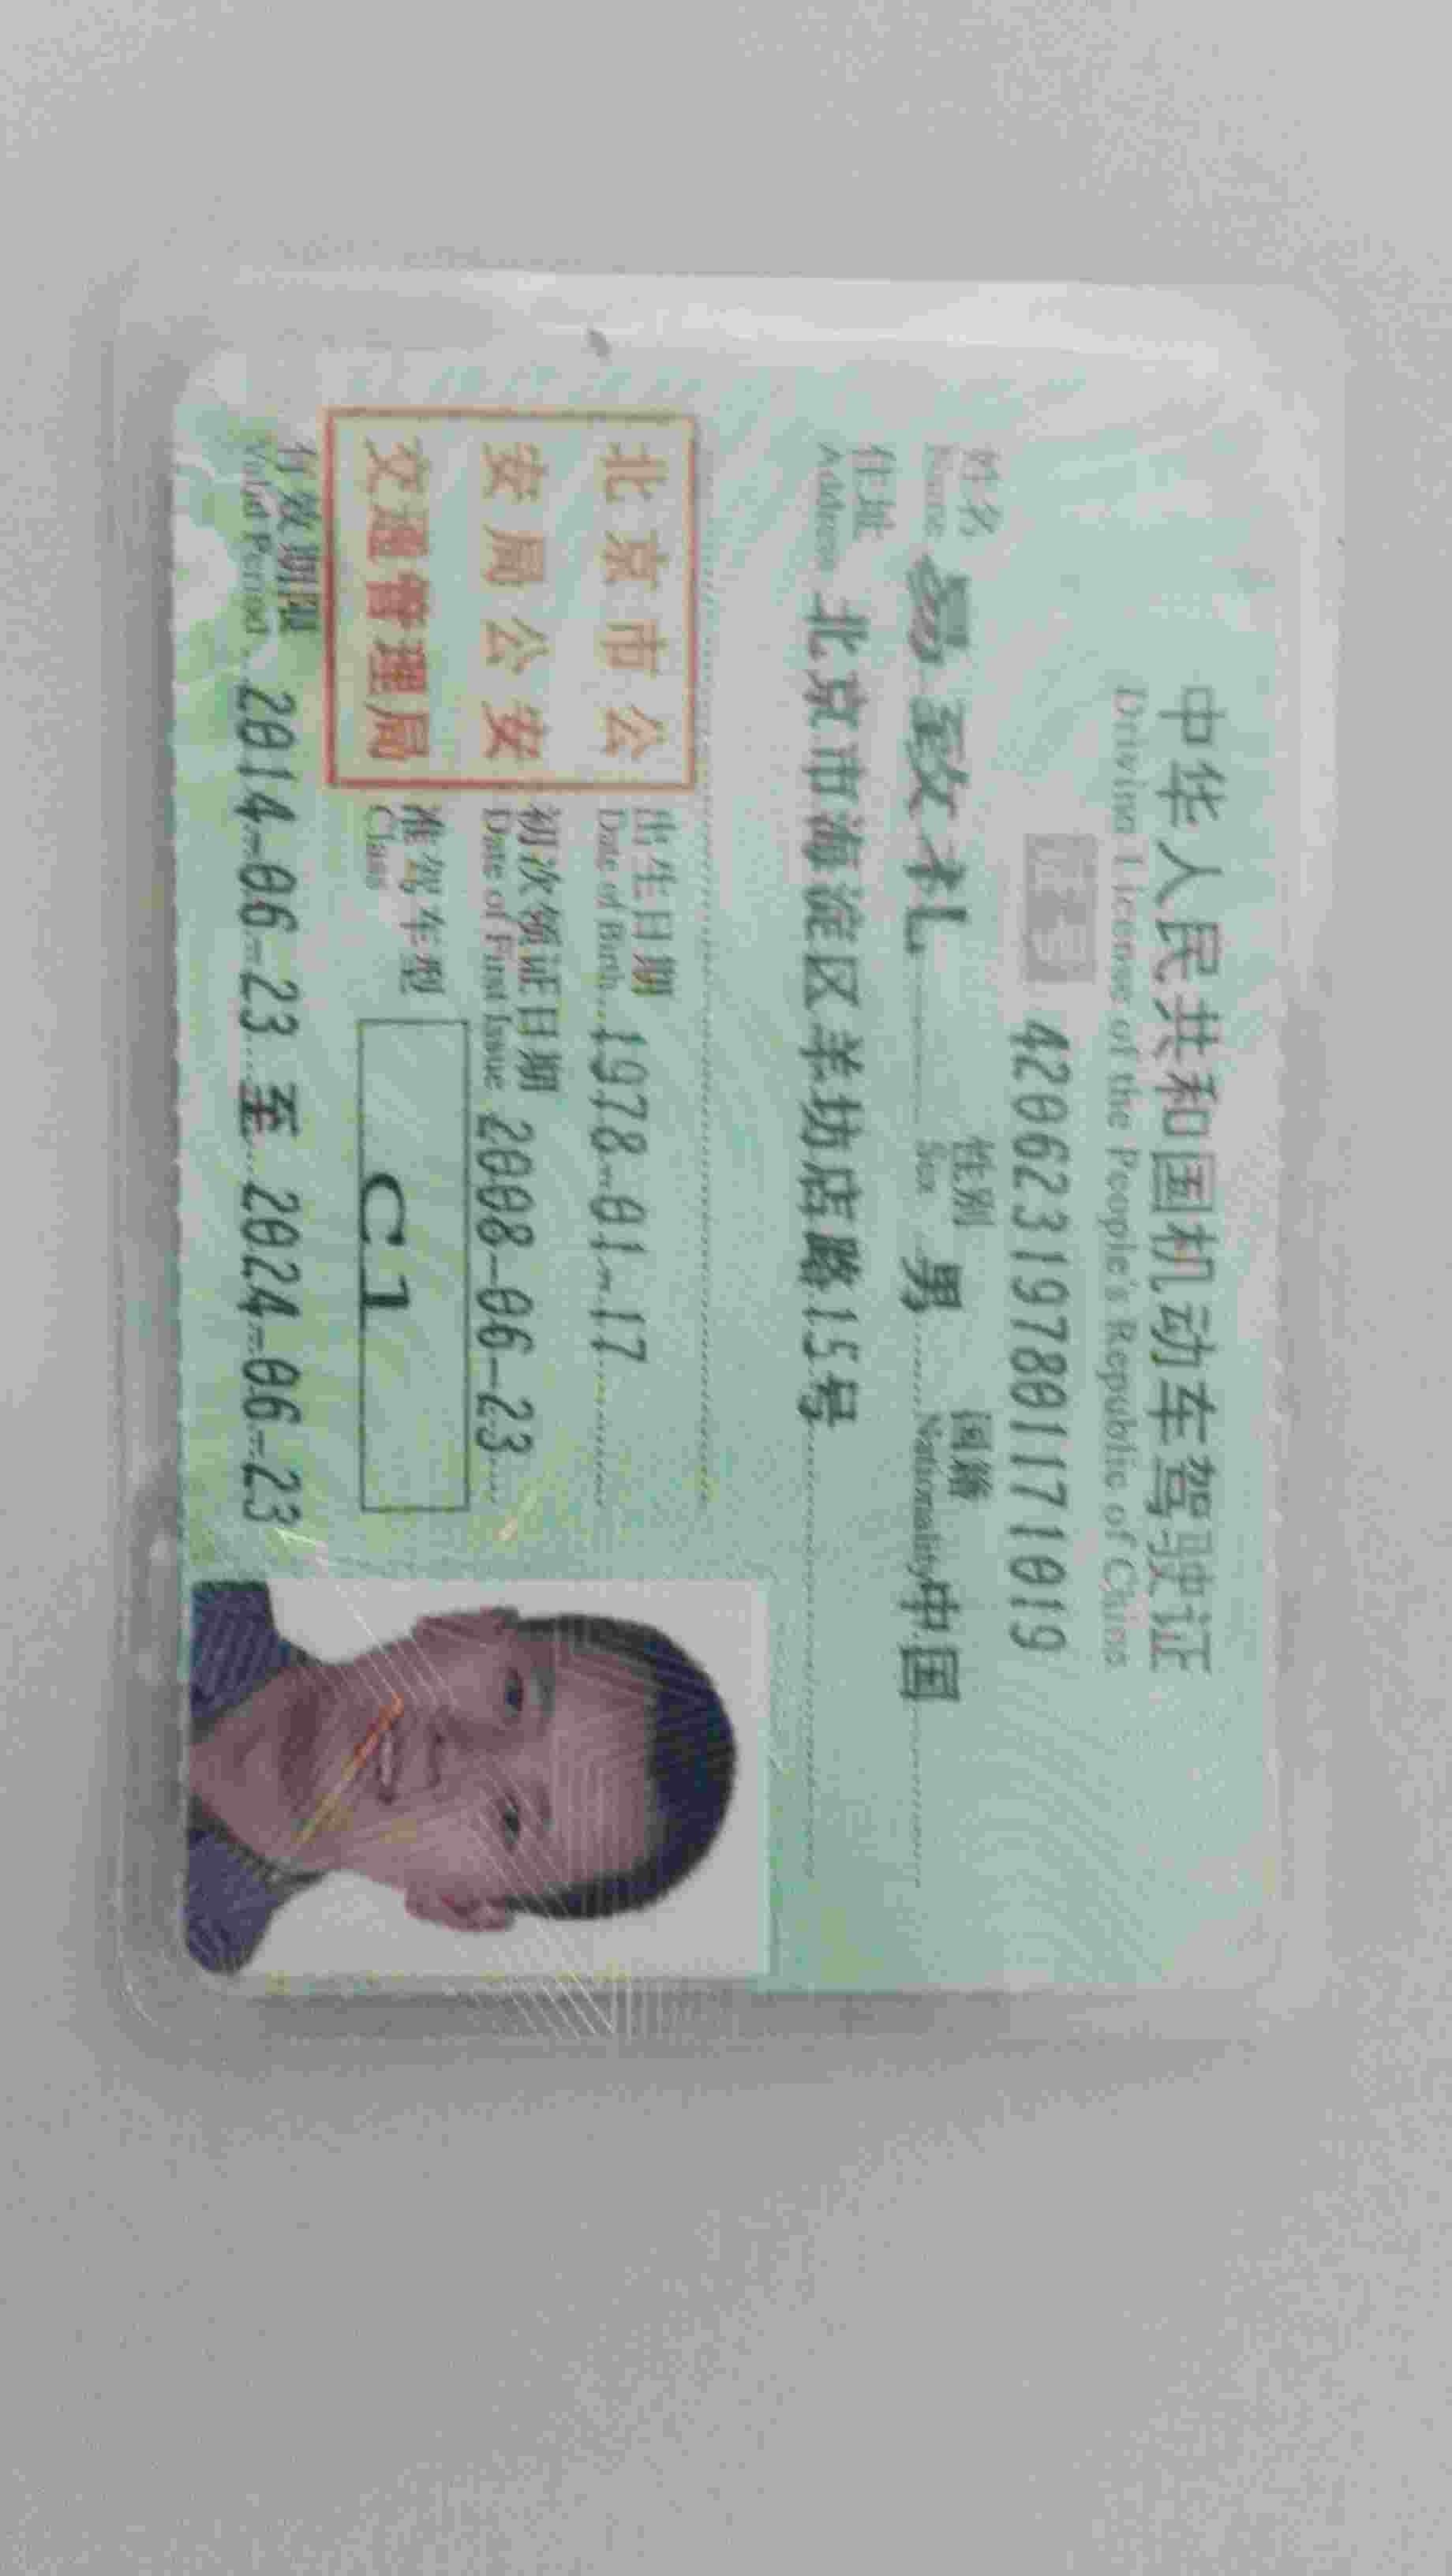 中华人民共和国机动车驾驶证
Driving License of the People's Republic of China
证号 420623197801171019
姓名 易致礼 性别 男 国籍 中国
Name Sex Nationality
住址 北京市海淀区羊坊店路15号
Address
北京市公
安局公安
交通管理局
出生日期 1978-01-17
Date of Birth
初次领证日期 2008-06-23
Date of First Issue
准驾车型 C1
Class
有效期限 2014-06-23 至 2024-06-23
Valid Period